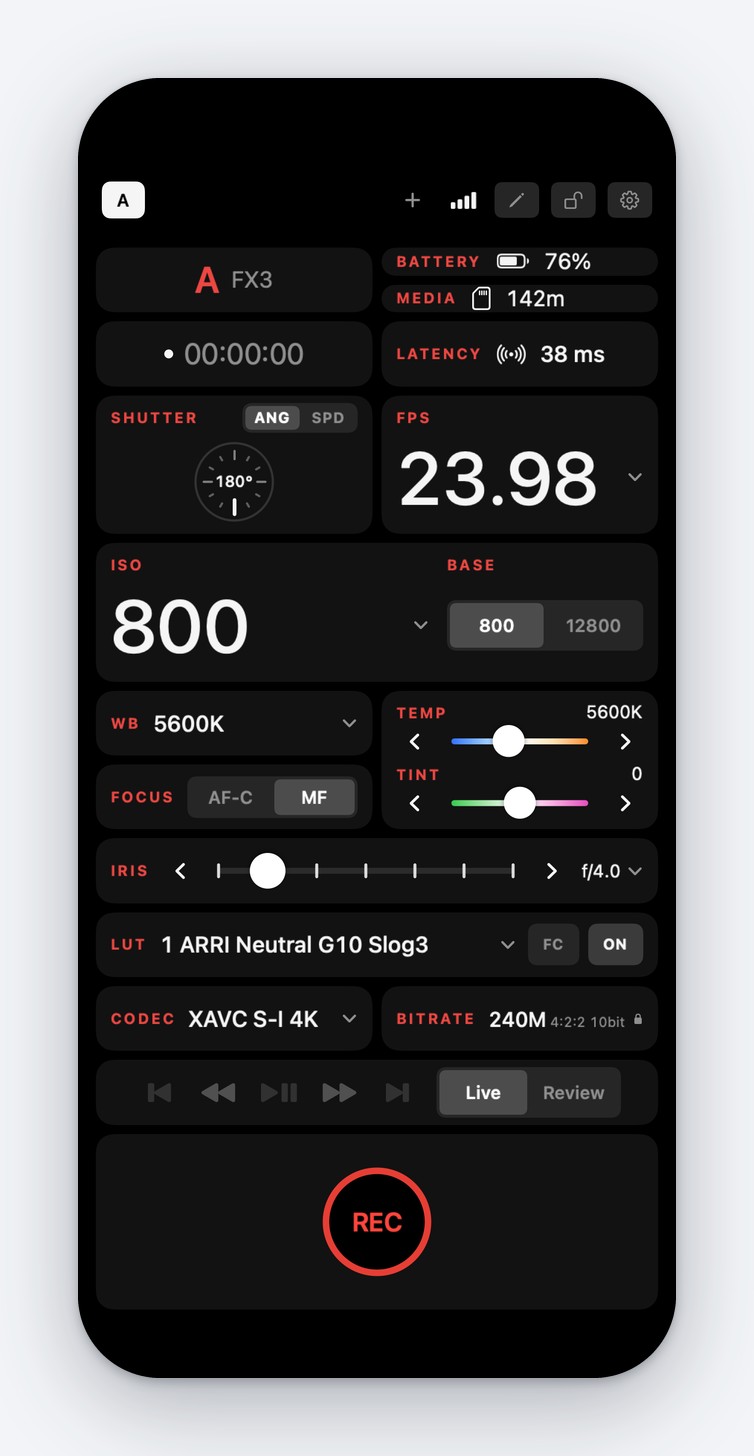 A
A FX3
BATTERY 76%
MEDIA 142m
00:00:00
LATENCY 38 ms
SHUTTER ANG SPD
180°
FPS
23.98
ISO
800
BASE
800 12800
WB 5600K
TEMP 5600K
TINT 0
FOCUS AF-C MF
IRIS f/4.0
LUT 1 ARRI Neutral G10 Slog3 FC ON
CODEC XAVC S-I 4K
BITRATE 240M 4:2:2 10bit
Live Review
REC